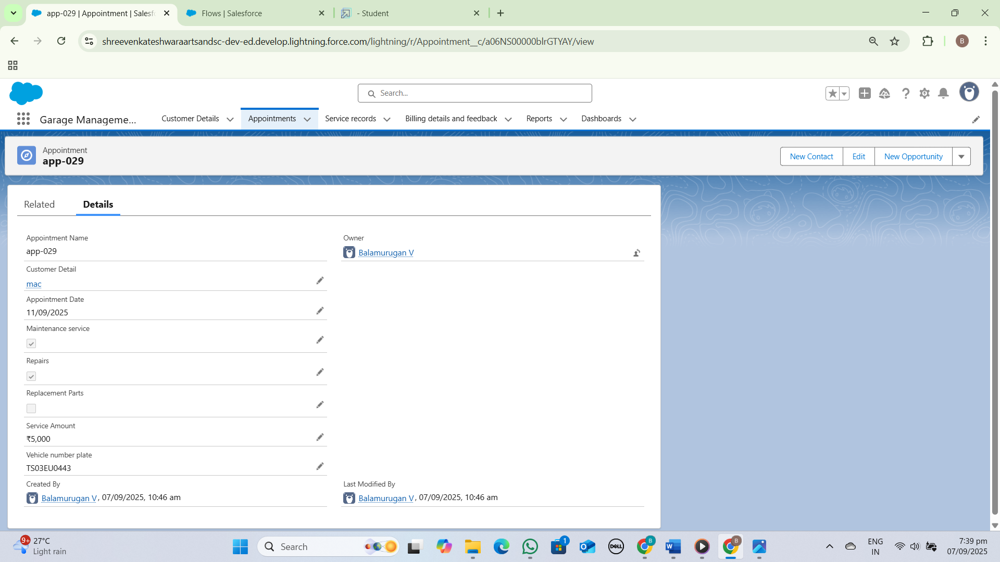 app-029 | Appointment | Salesf
Flows | Salesforce
- Student
shreevenkateshwaraartsandsc-dev-ed.develop.lightning.force.com/lightning/r/Appointment__c/a06NS00000blrGTYAY/view
B
Search...
Garage Manageme...
Customer Details
Appointments
Service records
Billing details and feedback
Reports
Dashboards
Appointment
app-029
New Contact
Edit
New Opportunity
Related
Details
Appointment Name
app-029
Owner
Balamurugan V
Customer Detail
mac
Appointment Date
11/09/2025
Maintenance service
Repairs
Replacement Parts
Service Amount
₹5,000
Vehicle number plate
TS03EU0443
Created By
Balamurugan V, 07/09/2025, 10:46 am
Last Modified By
Balamurugan V, 07/09/2025, 10:46 am
9+
27°C
Light rain
Search
1
DELL
B
W
B
ENG
IN
7:39 pm
07/09/2025